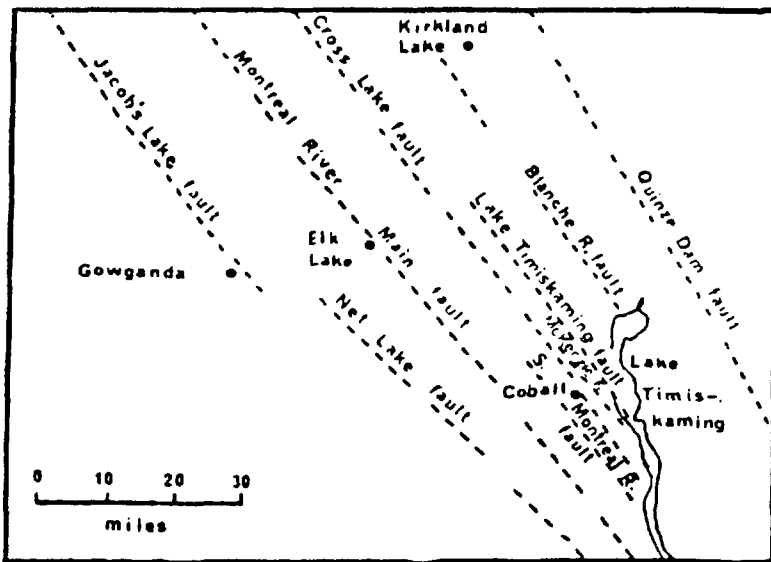 Kirkland
Lake
Cross Lake fault
Montreal River
Main fault
Jacob's Lake fault
Quinze Dam fault
Blanche R. fault
Lake Timiskaming fault
Elk
Lake
Gowganda
Net Lake fault
Lake
Timis-
kaming
S.
Cobalt
Montreal R.
fault
0 10 20 30
miles